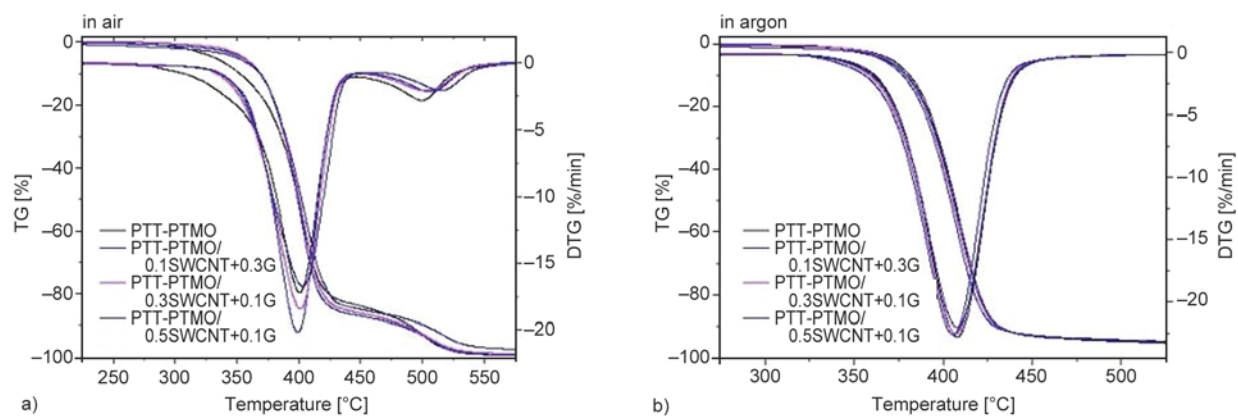 in air
0
−20
−40
−60
−80
−100
TG [%]
0
−5
−10
−15
−20
DTG [%/min]
PTT-PTMO
PTT-PTMO/
0.1SWCNT+0.3G
PTT-PTMO/
0.3SWCNT+0.1G
PTT-PTMO/
0.5SWCNT+0.1G
250 300 350 400 450 500 550
Temperature [°C]
a)
in argon
0
−20
−40
−60
−80
−100
TG [%]
0
−5
−10
−15
−20
DTG [%/min]
PTT-PTMO
PTT-PTMO/
0.1SWCNT+0.3G
PTT-PTMO/
0.3SWCNT+0.1G
PTT-PTMO/
0.5SWCNT+0.1G
300 350 400 450 500
Temperature [°C]
b)